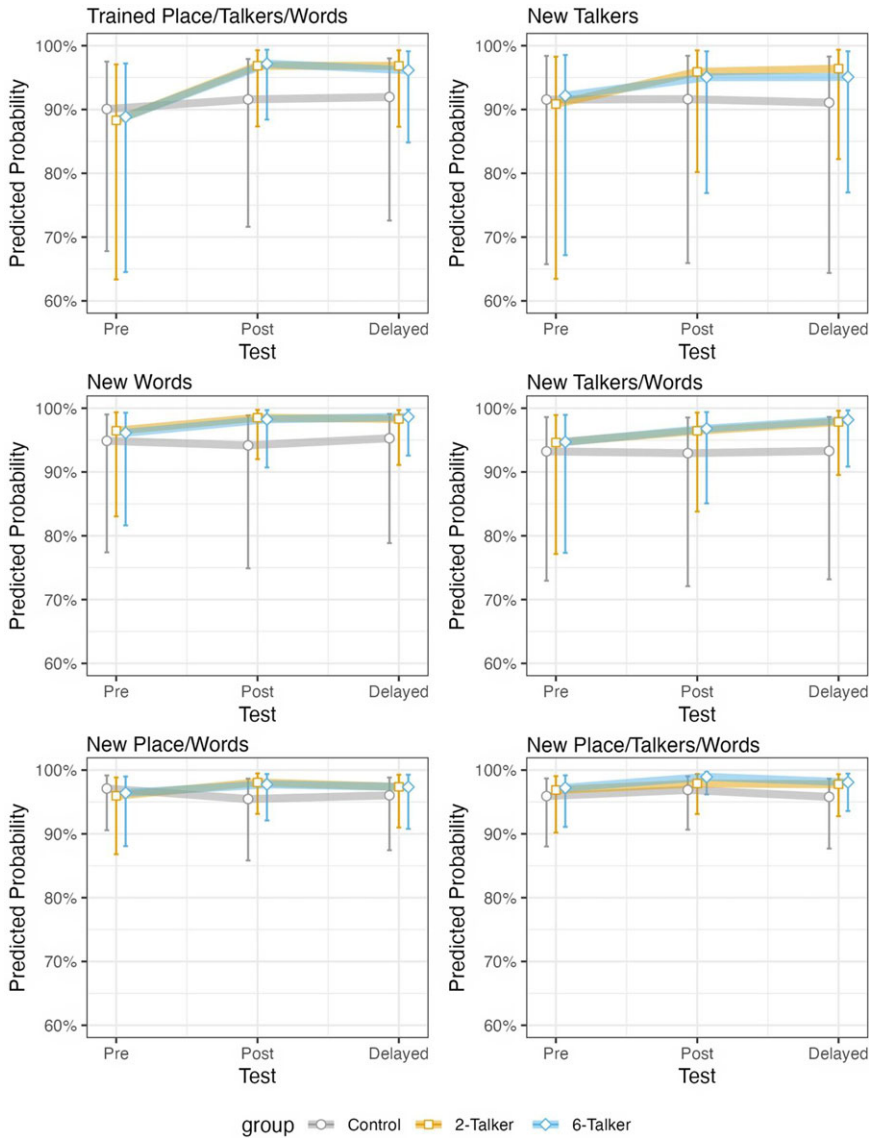 Trained Place/Talkers/Words
New Talkers
Predicted Probability
100%
90%
80%
70%
60%
Pre
Post
Delayed
Test
Predicted Probability
100%
90%
80%
70%
60%
Pre
Post
Delayed
Test
New Words
New Talkers/Words
Predicted Probability
100%
90%
80%
70%
60%
Pre
Post
Delayed
Test
Predicted Probability
100%
90%
80%
70%
60%
Pre
Post
Delayed
Test
New Place/Words
New Place/Talkers/Words
Predicted Probability
100%
90%
80%
70%
60%
Pre
Post
Delayed
Test
Predicted Probability
100%
90%
80%
70%
60%
Pre
Post
Delayed
Test
group Control 2-Talker 6-Talker